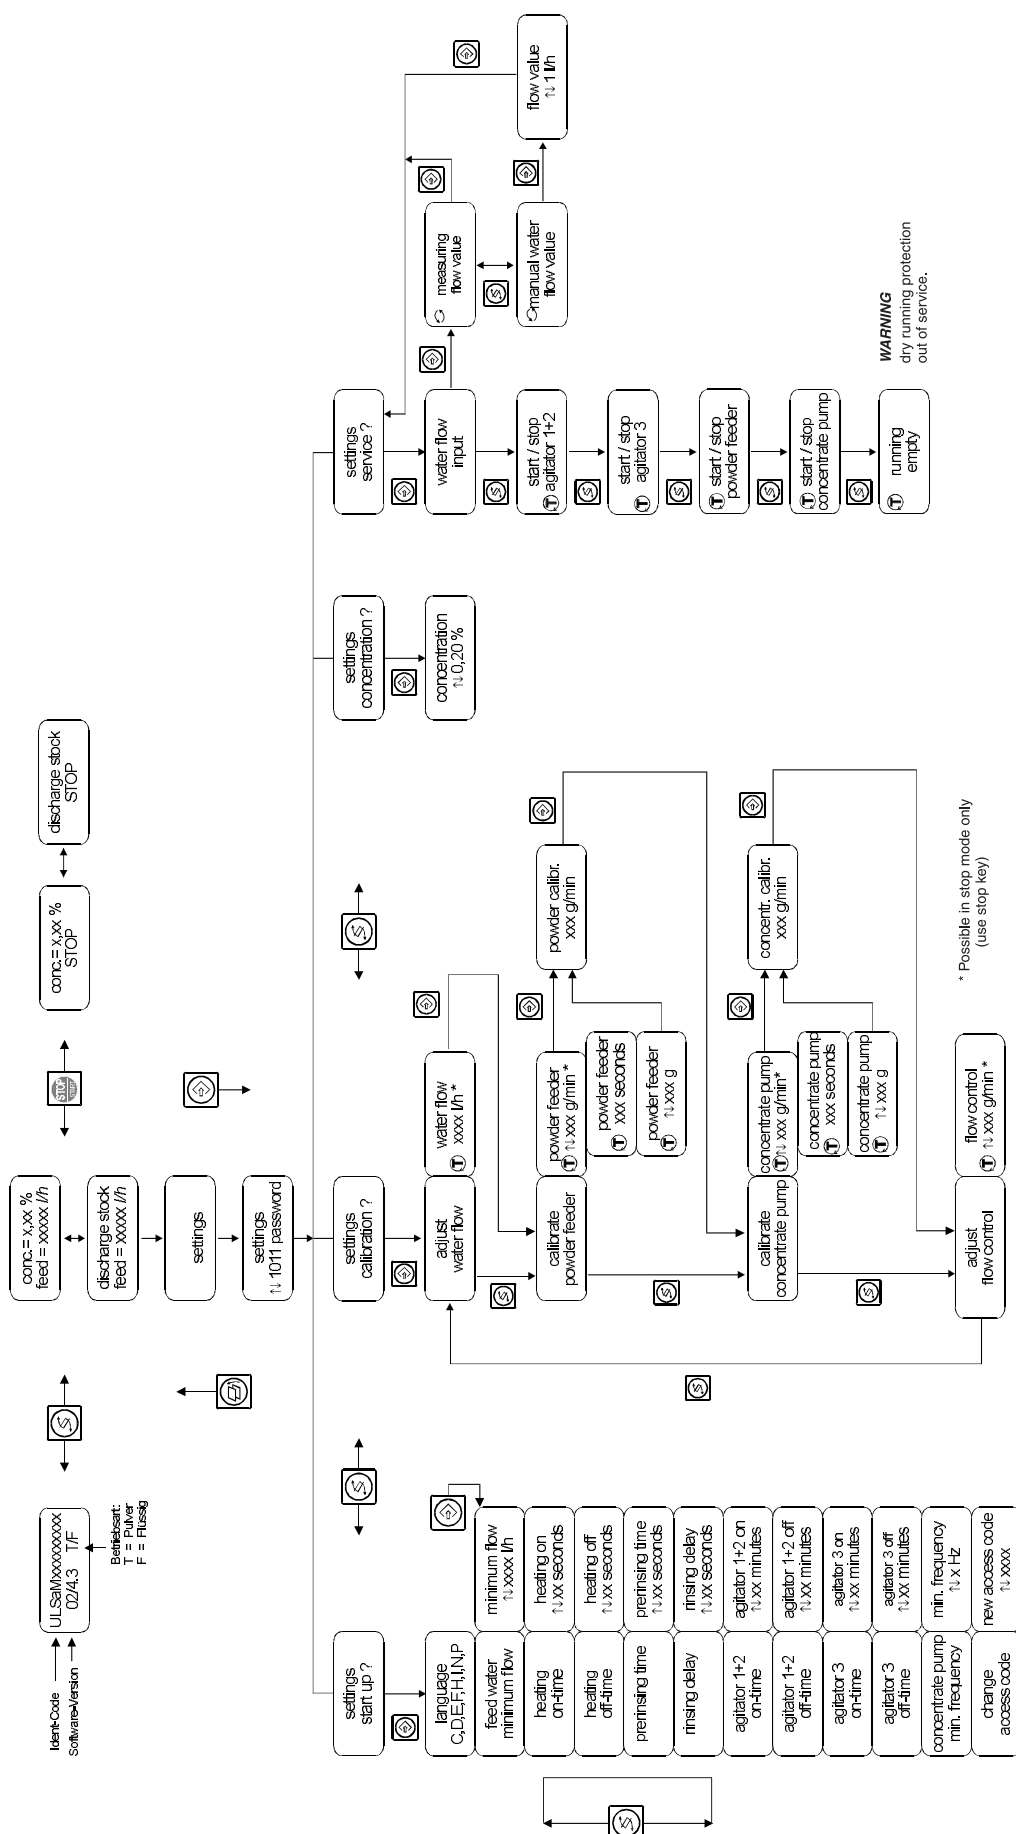 Ident-Code
Software-Version
ULSaMxxxxxxxxxx
02/4.3 T/F
Betriebsart:
T = Pulver
F = Flüssig
conc.= x,xx %
feed = xxxxx l/h
discharge stock
feed = xxxxx l/h
settings
settings
↑↓ 1011 password
STOP
START
conc.= x,xx %
STOP
discharge stock
STOP
settings
start up ?
language
C,D,E,F,H,I,N,P
feed water
minimum flow
minimum flow
↑↓ xxxx l/h
heating
on-time
heating on
↑↓ xx seconds
heating
off-time
heating off
↑↓ xx seconds
prerinsing time
prerinsing time
↑↓ xx seconds
rinsing delay
rinsing delay
↑↓ xx seconds
agitator 1+2
on-time
agitator 1+2 on
↑↓ xx minutes
agitator 1+2
off-time
agitator 1+2 off
↑↓ xx minutes
agitator 3
on-time
agitator 3 on
↑↓ xx minutes
agitator 3
off-time
agitator 3 off
↑↓ xx minutes
concentrate pump
min. frequency
min. frequency
↑↓ x Hz
change
access code
new access code
↑↓ xxxx
settings
calibration ?
adjust
water flow
water flow
T xxxx l/h *
calibrate
powder feeder
powder feeder
T ↑↓ xxx g/min *
powder feeder
T xxx seconds
powder feeder
T ↑↓ xxx g
powder calibr.
xxx g/min
calibrate
concentrate pump
concentrate pump
T ↑↓ xxx g/min*
concentrate pump
T xxx seconds
concentrate pump
T ↑↓ xxx g
concentr. calibr.
xxx g/min
adjust
flow control
flow control
T ↑↓ xxx g/min *
* Possible in stop mode only
(use stop key)
settings
concentration ?
concentration
↑↓ 0,20 %
settings
service ?
water flow
input
measuring
flow value
manual water
flow value
flow value
↑↓ 1 l/h
start / stop
T agitator 1+2
start / stop
T agitator 3
T start / stop
powder feeder
T start / stop
concentrate pump
T running
empty
WARNING
dry running protection
out of service.